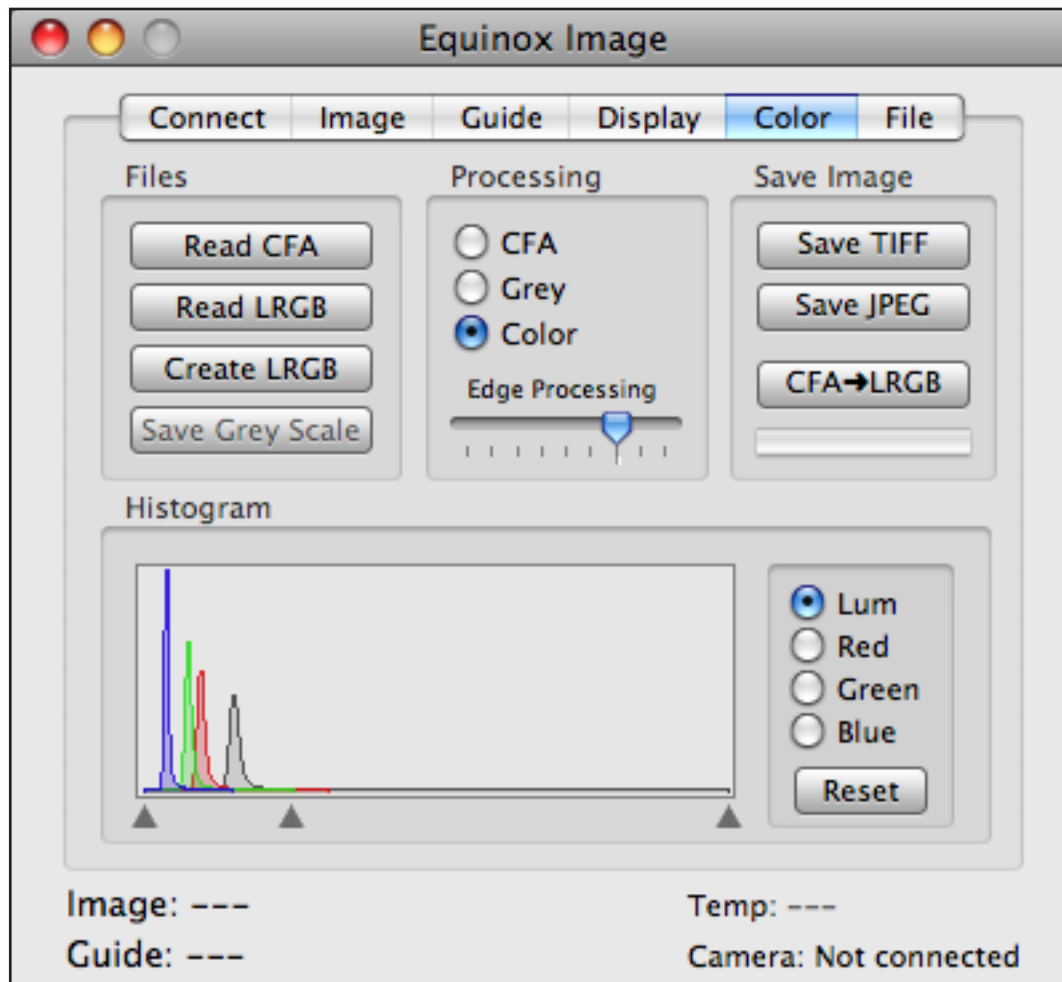 Equinox Image
Connect Image Guide Display Color File
Files
Read CFA
Read LRGB
Create LRGB
Save Grey Scale
Processing
CFA
Grey
Color
Edge Processing
Save Image
Save TIFF
Save JPEG
CFA➔LRGB
Histogram
Lum
Red
Green
Blue
Reset
Image: ---
Guide: ---
Temp: ---
Camera: Not connected